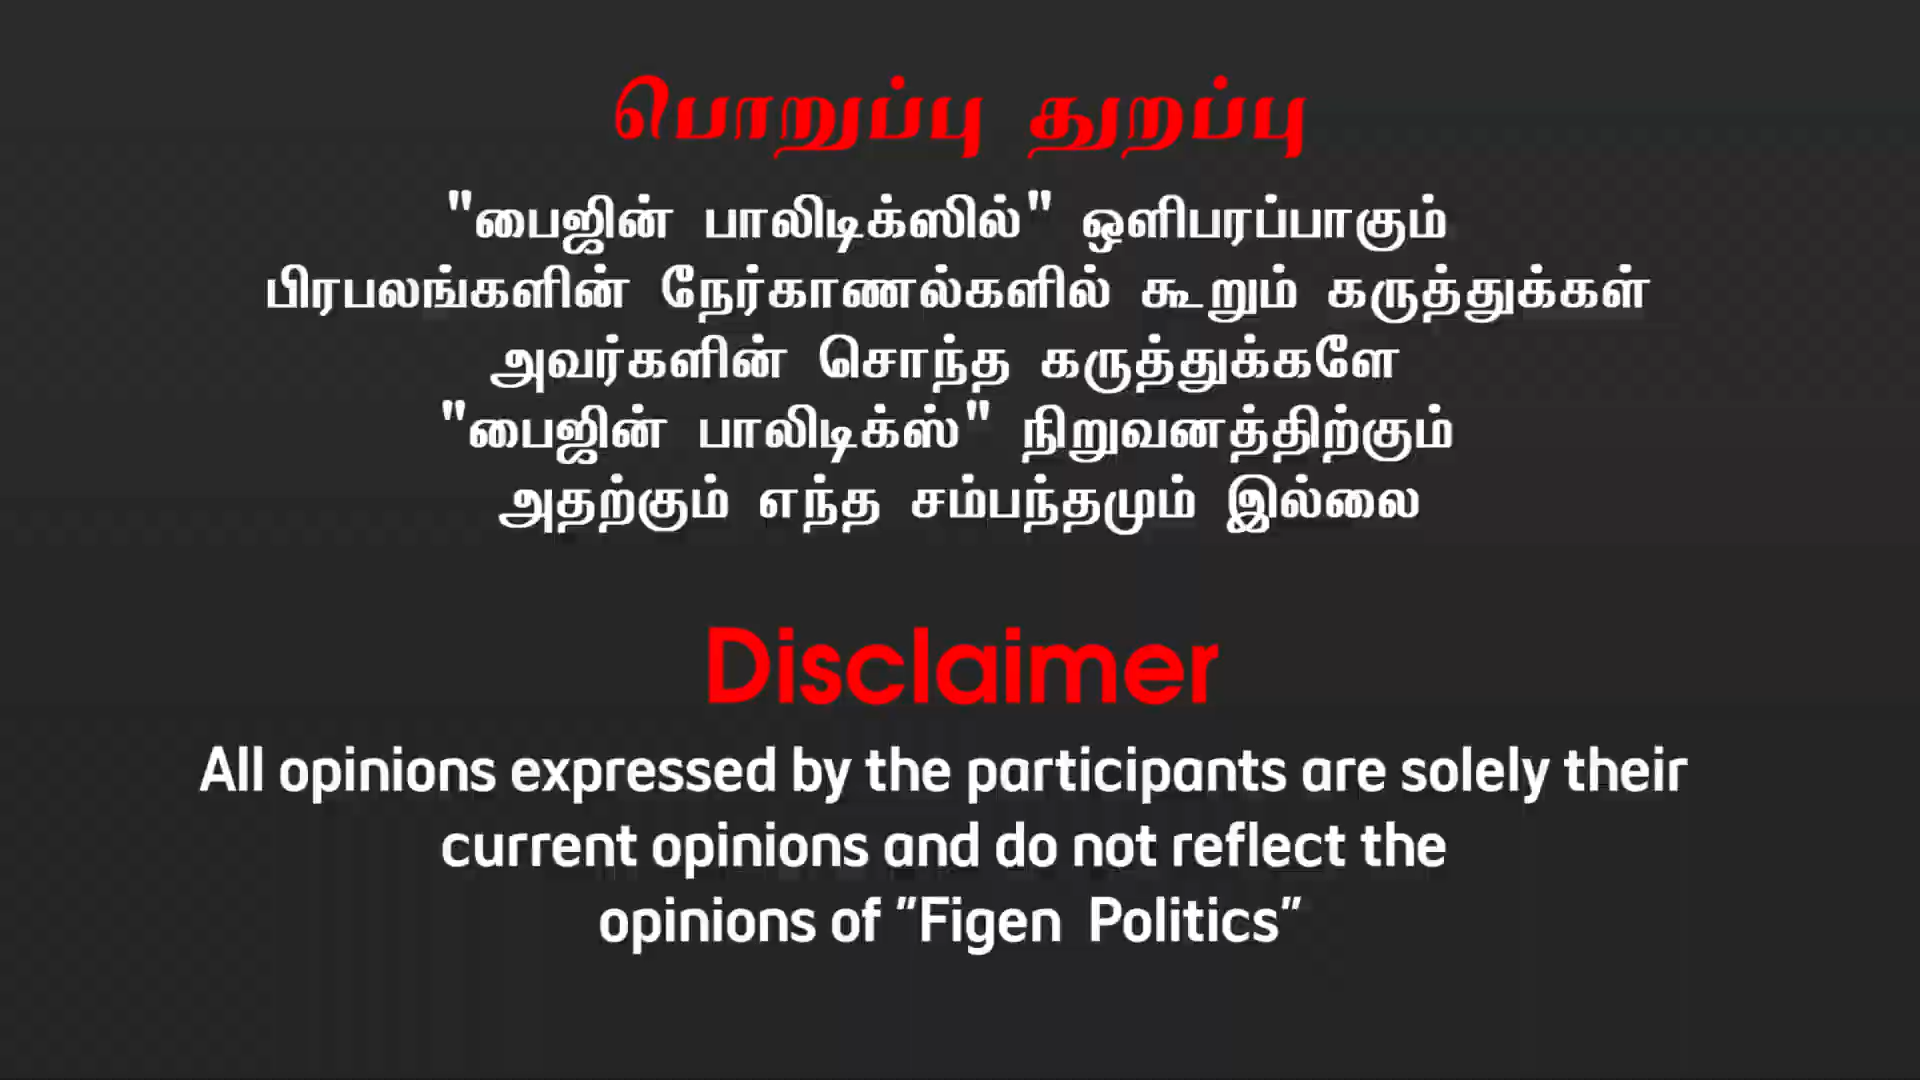 பொறுப்பு துறப்பு
"பைஜின் பாலிடிக்ஸில்" ஒளிபரப்பாகும்
பிரபலங்களின் நேர்காணல்களில் கூறும் கருத்துக்கள்
அவர்களின் சொந்த கருத்துக்களே
"பைஜின் பாலிடிக்ஸ்" நிறுவனத்திற்கும்
அதற்கும் எந்த சம்பந்தமும் இல்லை
Disclaimer
All opinions expressed by the participants are solely their
current opinions and do not reflect the
opinions of "Figen Politics"